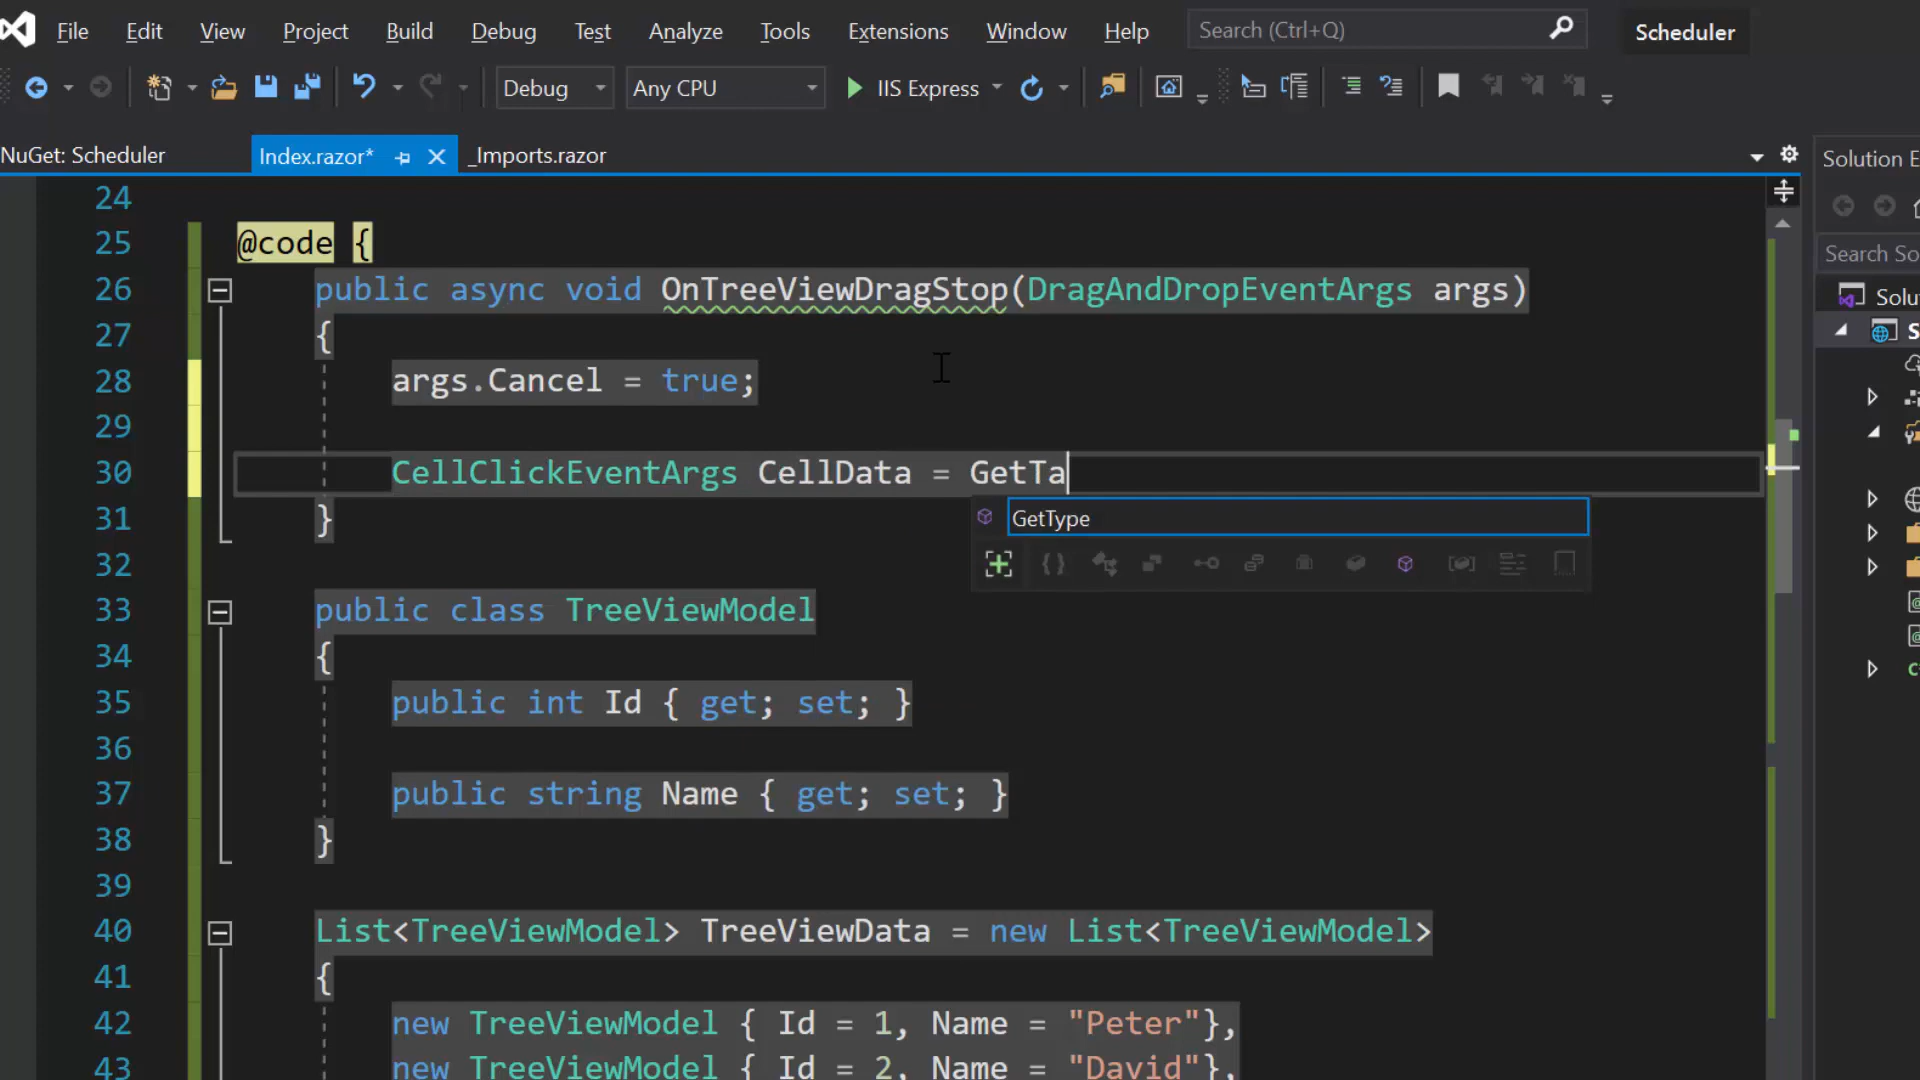 File Edit View Project Build Debug Test Analyze Tools Extensions Window Help Search (Ctrl+Q) Scheduler
Debug Any CPU IIS Express
NuGet: Scheduler Index.razor* _Imports.razor Solution E
Search So
Solu
S
24
25 @code {
26 public async void OnTreeViewDragStop(DragAndDropEventArgs args)
27 {
28 args.Cancel = true;
29
30 CellClickEventArgs CellData = GetTa
GetType
31 }
32
33 public class TreeViewModel
34 {
35 public int Id { get; set; }
36
37 public string Name { get; set; }
38 }
39
40 List<TreeViewModel> TreeViewData = new List<TreeViewModel>
41 {
42 new TreeViewModel { Id = 1, Name = "Peter"},
43 new TreeViewModel { Id = 2, Name = "David"},